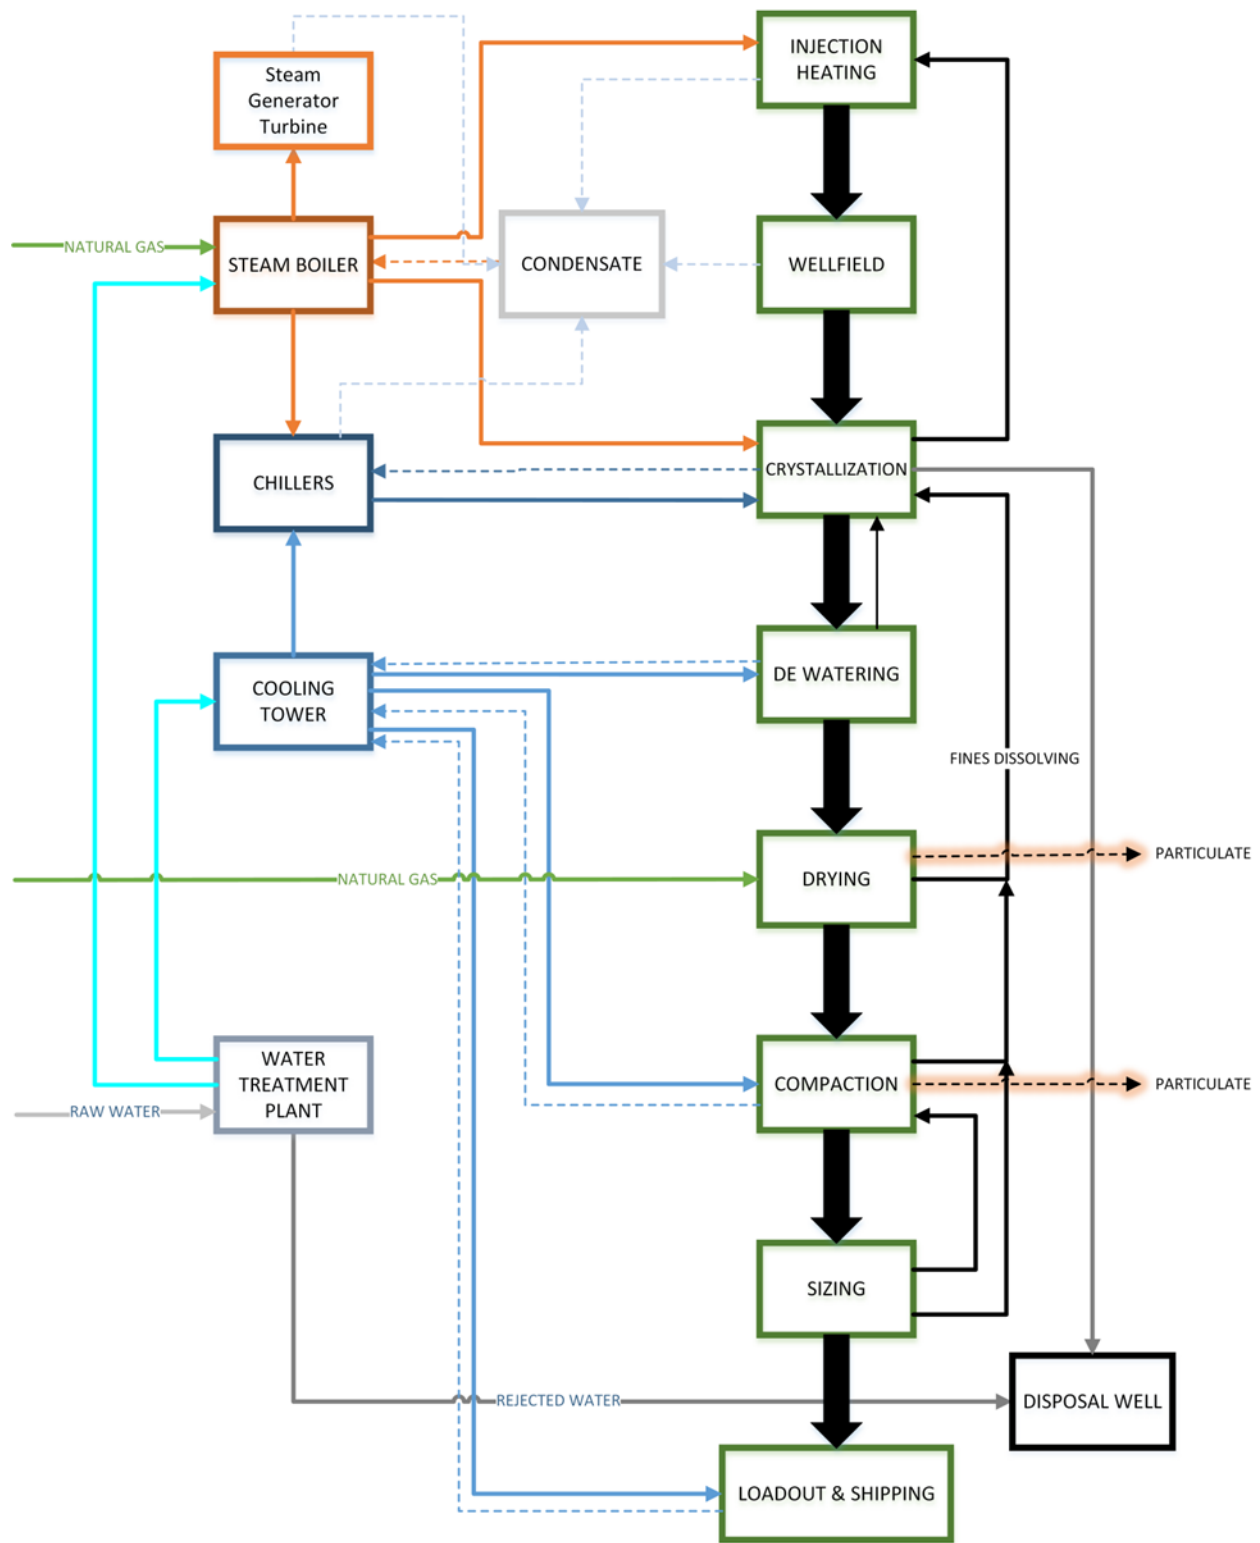 INJECTION
HEATING
Steam
Generator
Turbine
NATURAL GAS
STEAM BOILER
CONDENSATE
WELLFIELD
CHILLERS
CRYSTALLIZATION
COOLING
TOWER
DE WATERING
FINES DISSOLVING
NATURAL GAS
DRYING
PARTICULATE
WATER
TREATMENT
PLANT
RAW WATER
COMPACTION
PARTICULATE
SIZING
REJECTED WATER
DISPOSAL WELL
LOADOUT & SHIPPING